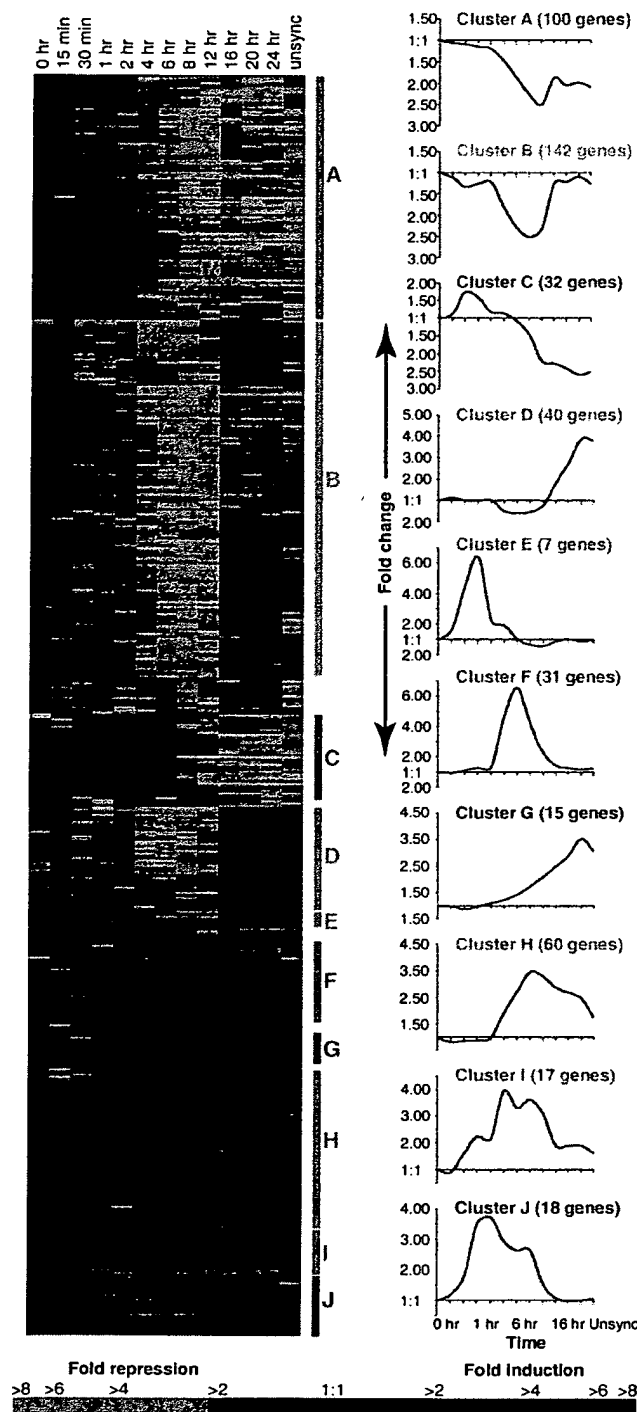 0 hr
15 min
30 min
1 hr
2 hr
4 hr
6 hr
8 hr
12 hr
16 hr
20 hr
24 hr
unsync
A
B
C
D
E
F
G
H
I
J
Fold change
Cluster A (100 genes)
1.50
1:1
1.50
2.00
2.50
3.00
Cluster B (142 genes)
1.50
1:1
1.50
2.00
2.50
3.00
Cluster C (32 genes)
2.00
1.50
1:1
1.50
2.00
2.50
3.00
Cluster D (40 genes)
5.00
4.00
3.00
2.00
1:1
2.00
Cluster E (7 genes)
6.00
4.00
2.00
1:1
2.00
Cluster F (31 genes)
6.00
4.00
2.00
1:1
2.00
Cluster G (15 genes)
4.50
3.50
2.50
1.50
1.50
Cluster H (60 genes)
4.50
3.50
2.50
1.50
Cluster I (17 genes)
4.00
3.00
2.00
1:1
Cluster J (18 genes)
4.00
3.00
2.00
1:1
0 hr 1 hr 6 hr 16 hr Unsync
Time
Fold repression Fold induction
>8 >6 >4 >2 1:1 >2 >4 >6 >8